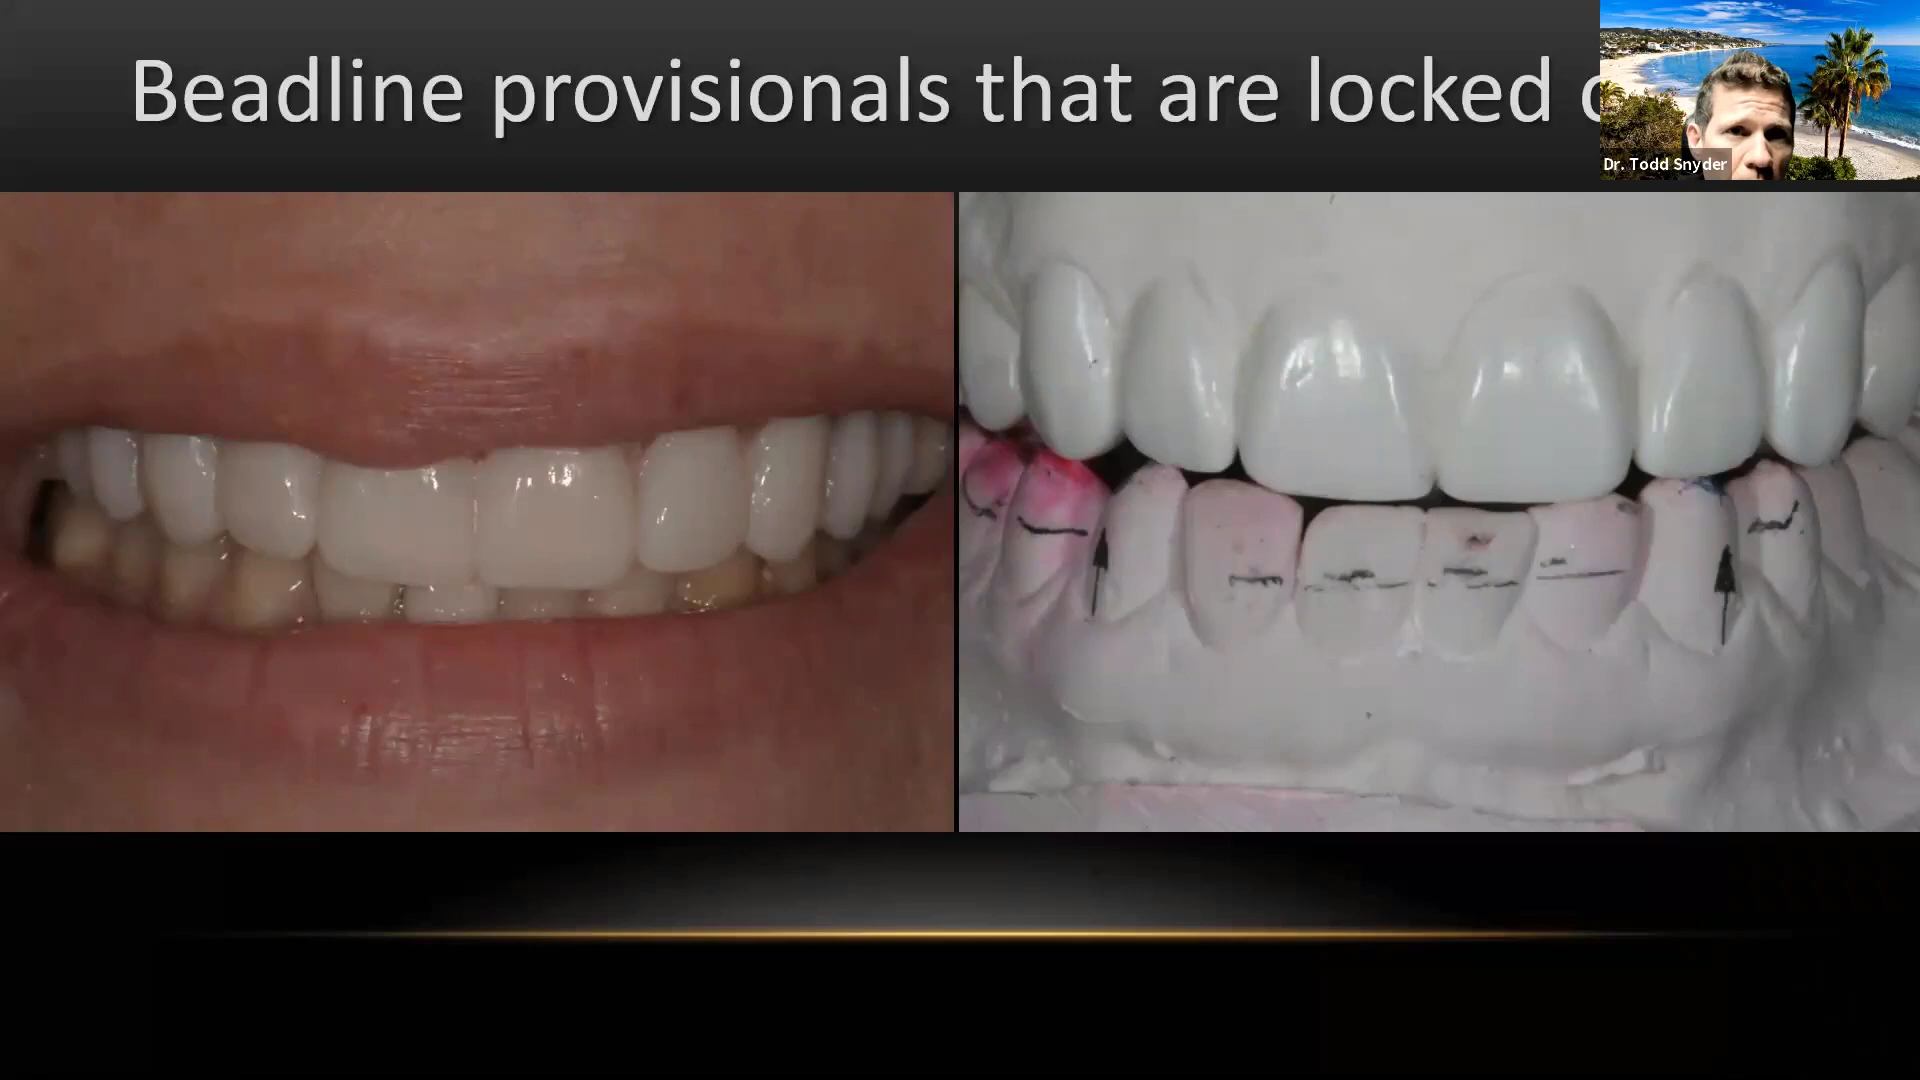 Beadline provisionals that are locked
Dr. Todd Snyder